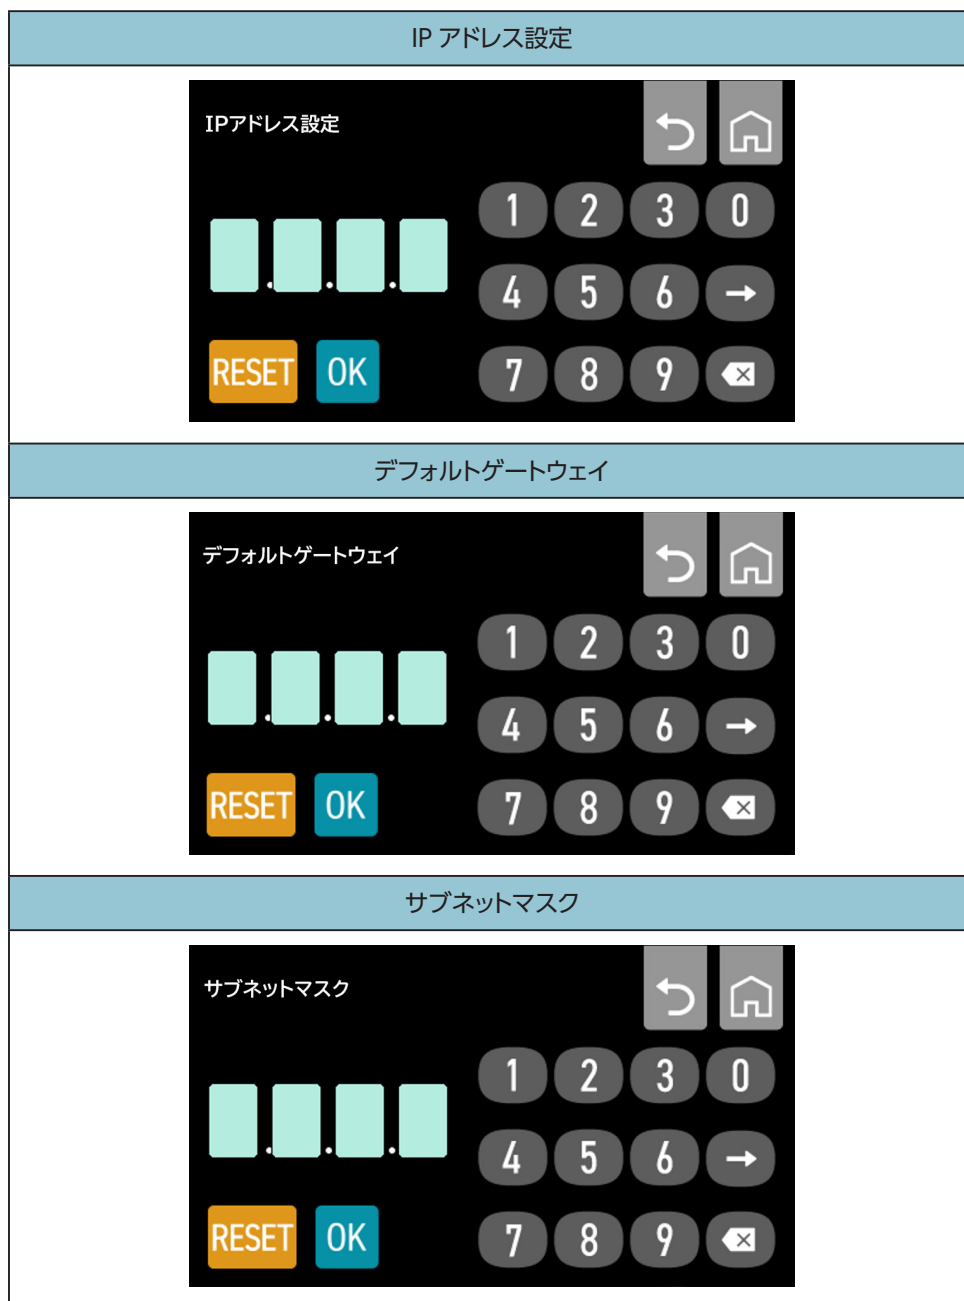 IP アドレス設定
IPアドレス設定
1 2 3 0
. . .
4 5 6 →
RESET OK
7 8 9
デフォルトゲートウェイ
デフォルトゲートウェイ
1 2 3 0
. . .
4 5 6 →
RESET OK
7 8 9
サブネットマスク
サブネットマスク
1 2 3 0
. . .
4 5 6 →
RESET OK
7 8 9